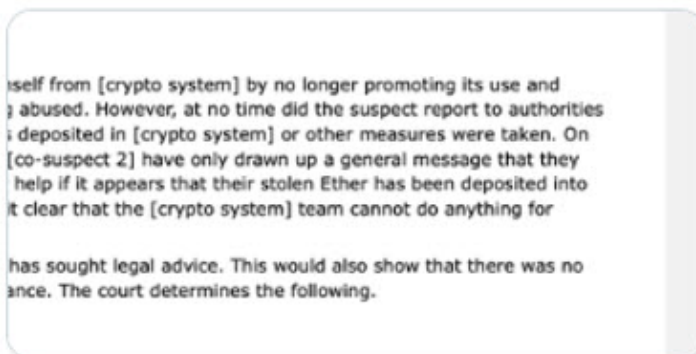 self from [crypto system] by no longer promoting its use and
abused. However, at no time did the suspect report to authorities
deposited in [crypto system] or other measures were taken. On
[co-suspect 2] have only drawn up a general message that they
help if it appears that their stolen Ether has been deposited into
it clear that the [crypto system] team cannot do anything for
has sought legal advice. This would also show that there was no
ance. The court determines the following.